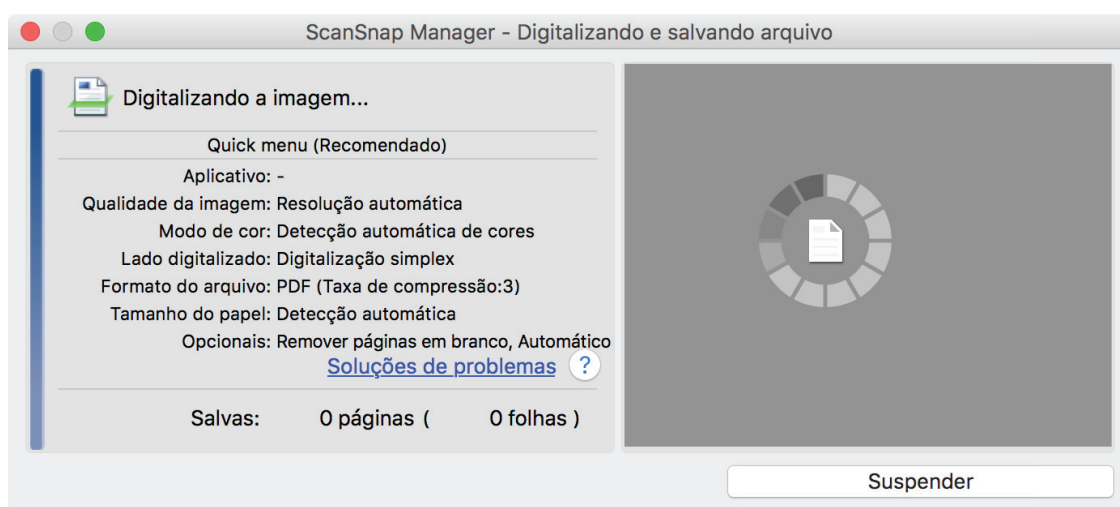 ScanSnap Manager - Digitalizando e salvando arquivo
Digitalizando a imagem...
Quick menu (Recomendado)
Aplicativo: -
Qualidade da imagem: Resolução automática
Modo de cor: Detecção automática de cores
Lado digitalizado: Digitalização simplex
Formato do arquivo: PDF (Taxa de compressão:3)
Tamanho do papel: Detecção automática
Opcionais: Remover páginas em branco, Automático
Soluções de problemas ?
Salvas: 0 páginas ( 0 folhas )
Suspender